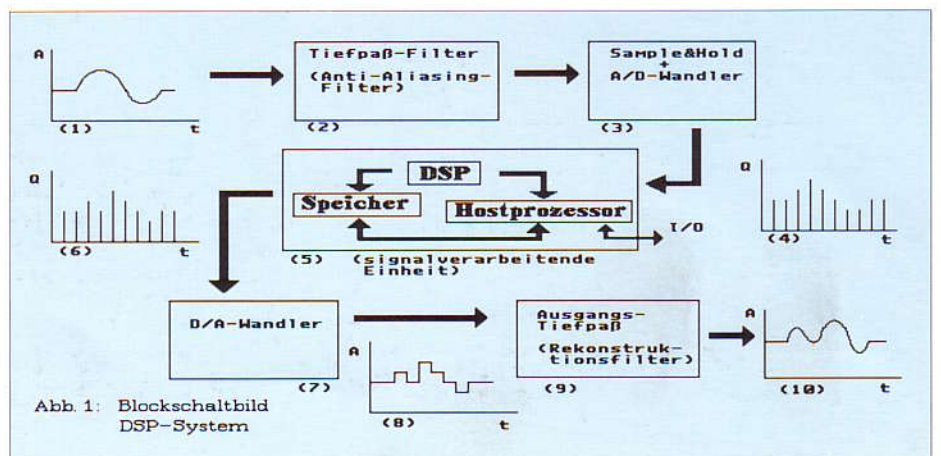 A
t
(1)
Tiefpaß-Filter
(Anti-Aliasing-
Filter)
(2)
Sample&Hold
+
A/D-Wandler
(3)
Q
t
(4)
DSP
Speicher
Hostprozessor
I/O
(5) (signalverarbeitende
Einheit)
Q
t
(6)
D/A-Wandler
(7)
A
t
(8)
Ausgangs-
Tiefpaß
(Rekonstruk-
tionsfilter)
(9)
A
t
(10)
Abb. 1: Blockschaltbild
DSP-System